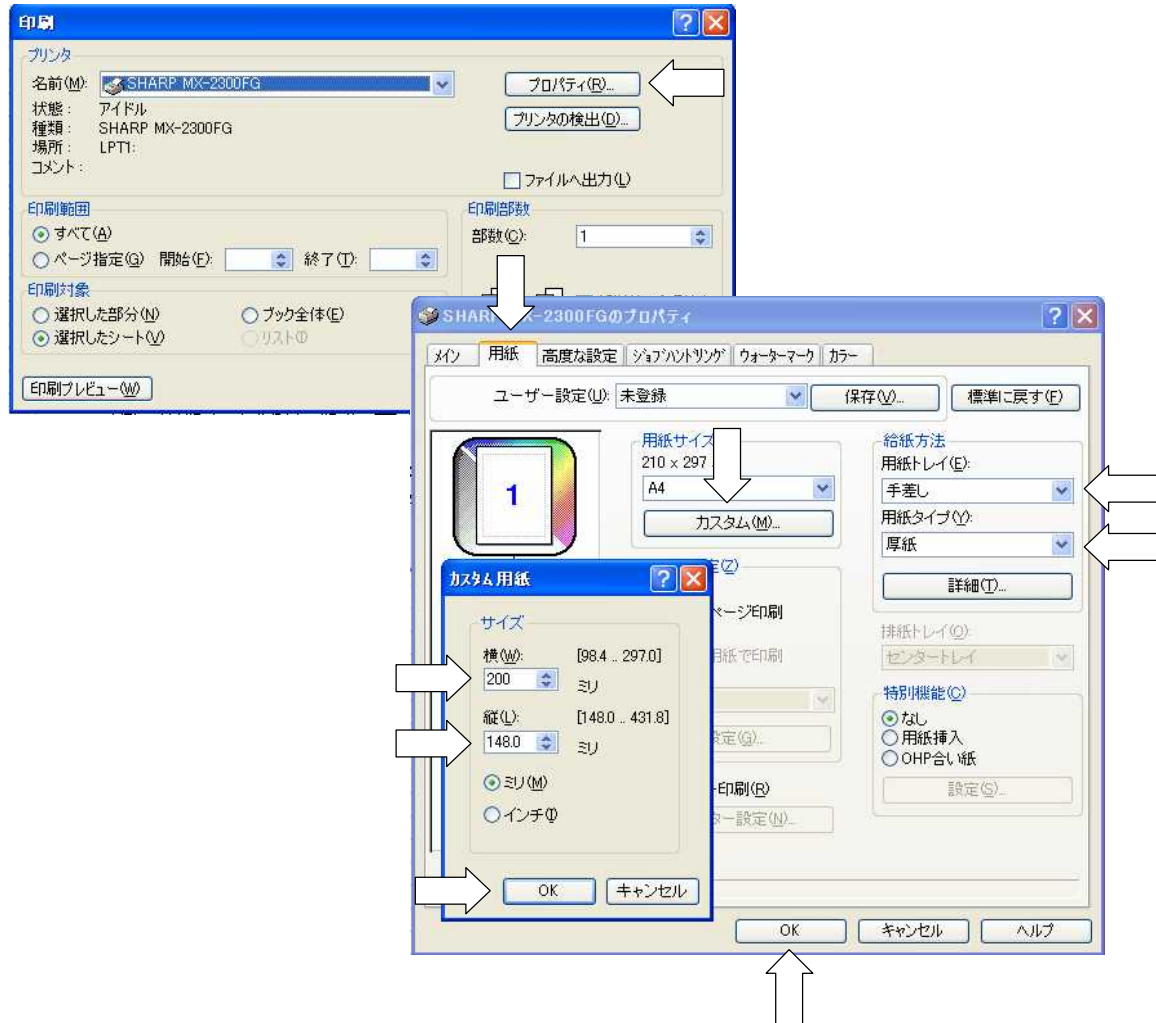 印刷
プリンタ
名前(M): SHARP MX-2300FG
プロパティ(R)...
状態: アイドル
プリンタの検出(D)...
種類: SHARP MX-2300FG
場所: LPT1:
コメント:
ファイルへ出力(L)
印刷範囲
すべて(A)
ページ指定(G) 開始(F): 終了(T):
印刷部数
部数(C): 1
印刷対象
選択した部分(N) ブック全体(E)
選択したシート(V) リスト(I)
印刷プレビュー(W)
SHARP MX-2300FGのプロパティ
メイン 用紙 高度な設定 ジョブハンドリング ウォーターマーク カラー
ユーザー設定(U): 未登録 保存(V)... 標準に戻す(F)
1
用紙サイズ
210 x 297
A4
カスタム(M)...
給紙方法
用紙トレイ(E):
手差し
用紙タイプ(Y):
厚紙
詳細(T)...
排紙トレイ(O):
センタートレイ
特別機能(C)
なし
用紙挿入
OHP合い紙
設定(S)...
定(Z)
ページ印刷
用紙で印刷
設定(G)...
印刷(R)
ター設定(N)...
カスタム用紙
サイズ
横(W): [98.4 .. 297.0]
200 ミリ
縦(L): [148.0 .. 431.8]
148.0 ミリ
ミリ(M)
インチ(I)
OK キャンセル
OK キャンセル ヘルプ